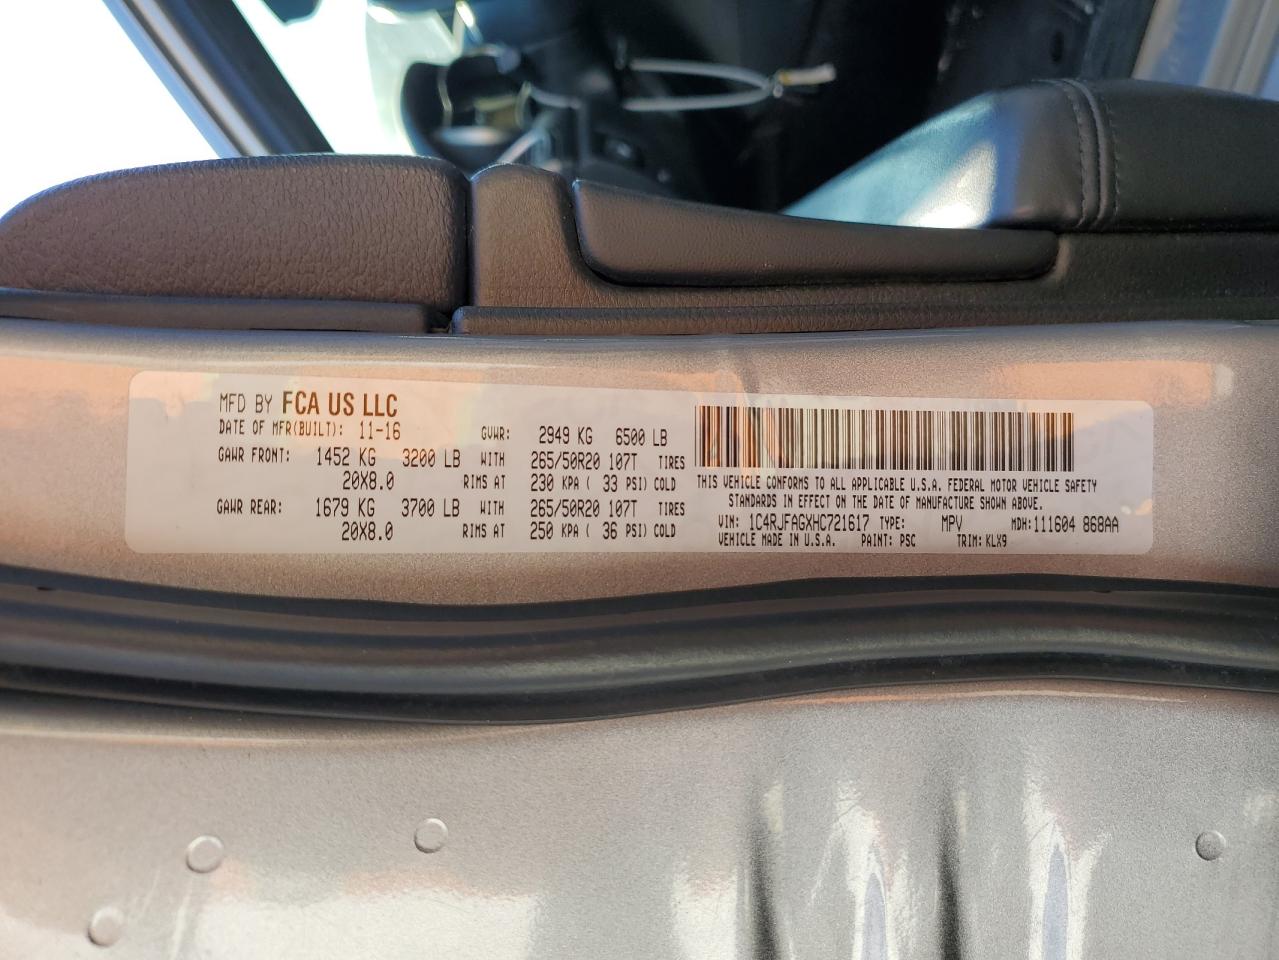 MFD BY FCA US LLC
DATE OF MFR(BUILT): 11-16 GVWR: 2949 KG 6500 LB
GAWR FRONT: 1452 KG 3200 LB WITH 265/50R20 107T TIRES
20X8.0 RIMS AT 230 KPA ( 33 PSI) COLD
GAWR REAR: 1679 KG 3700 LB WITH 265/50R20 107T TIRES
20X8.0 RIMS AT 250 KPA ( 36 PSI) COLD
THIS VEHICLE CONFORMS TO ALL APPLICABLE U.S.A. FEDERAL MOTOR VEHICLE SAFETY
STANDARDS IN EFFECT ON THE DATE OF MANUFACTURE SHOWN ABOVE.
VIN: 1C4RJFAGXHC721617 TYPE: MPV MDH:111604 868AA
VEHICLE MADE IN U.S.A. PAINT: PSC TRIM: KLX9